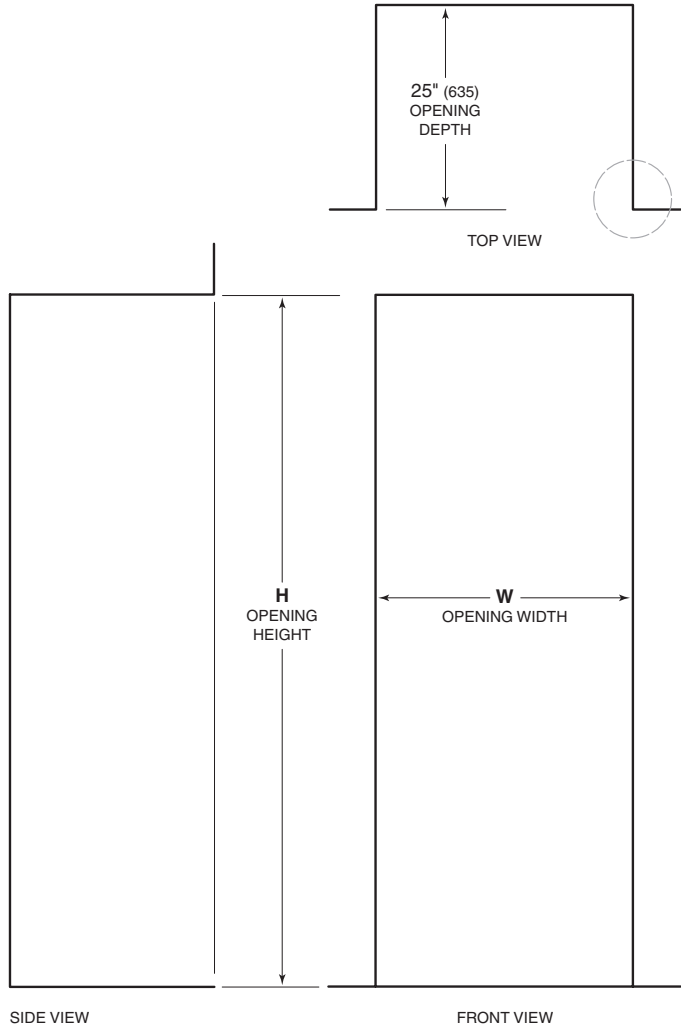 25" (635)
OPENING
DEPTH
TOP VIEW
H
OPENING
HEIGHT
W
OPENING WIDTH
SIDE VIEW
FRONT VIEW